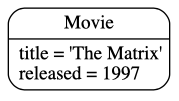 Movie
title = 'The Matrix'
released = 1997